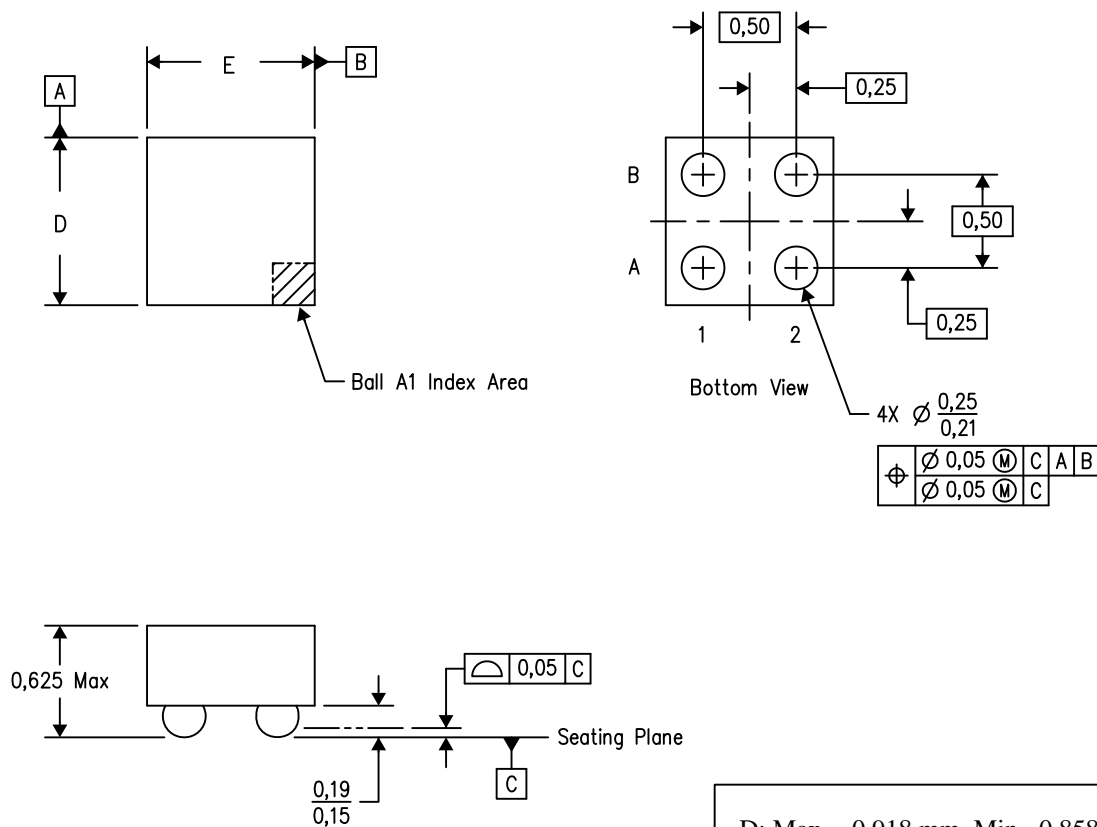 0,50
E
B
A
0,25
B
D
0,50
A
0,25
1 2
Ball A1 Index Area
Bottom View
4X Ø 0,25
0,21
Ø 0,05 Ⓜ C A B
Ø 0,05 Ⓜ C
0,05 C
0,625 Max
Seating Plane
C
0,19
0,15